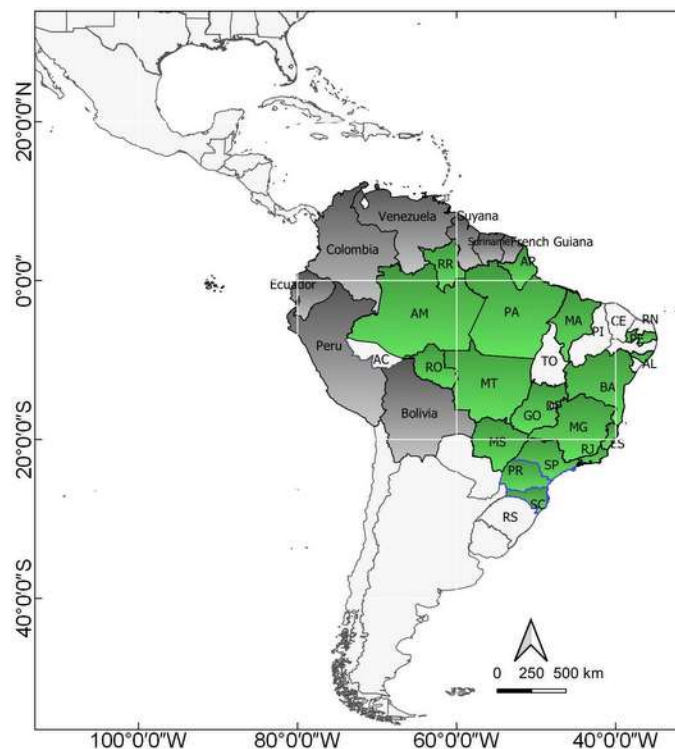 20°0'0"N
0°0'0"
20°0'0"S
40°0'0"S
Venezuela
Guyana
Suriname
French Guiana
Colombia
RR
AP
Ecuador
AM
PA
MA
CE
RN
PI
PE
Peru
AC
TO
AL
RO
MT
BA
DF
GO
Bolivia
MG
ES
MS
RJ
SP
PR
SC
RS
0 250 500 km
100°0'0"W
80°0'0"W
60°0'0"W
40°0'0"W